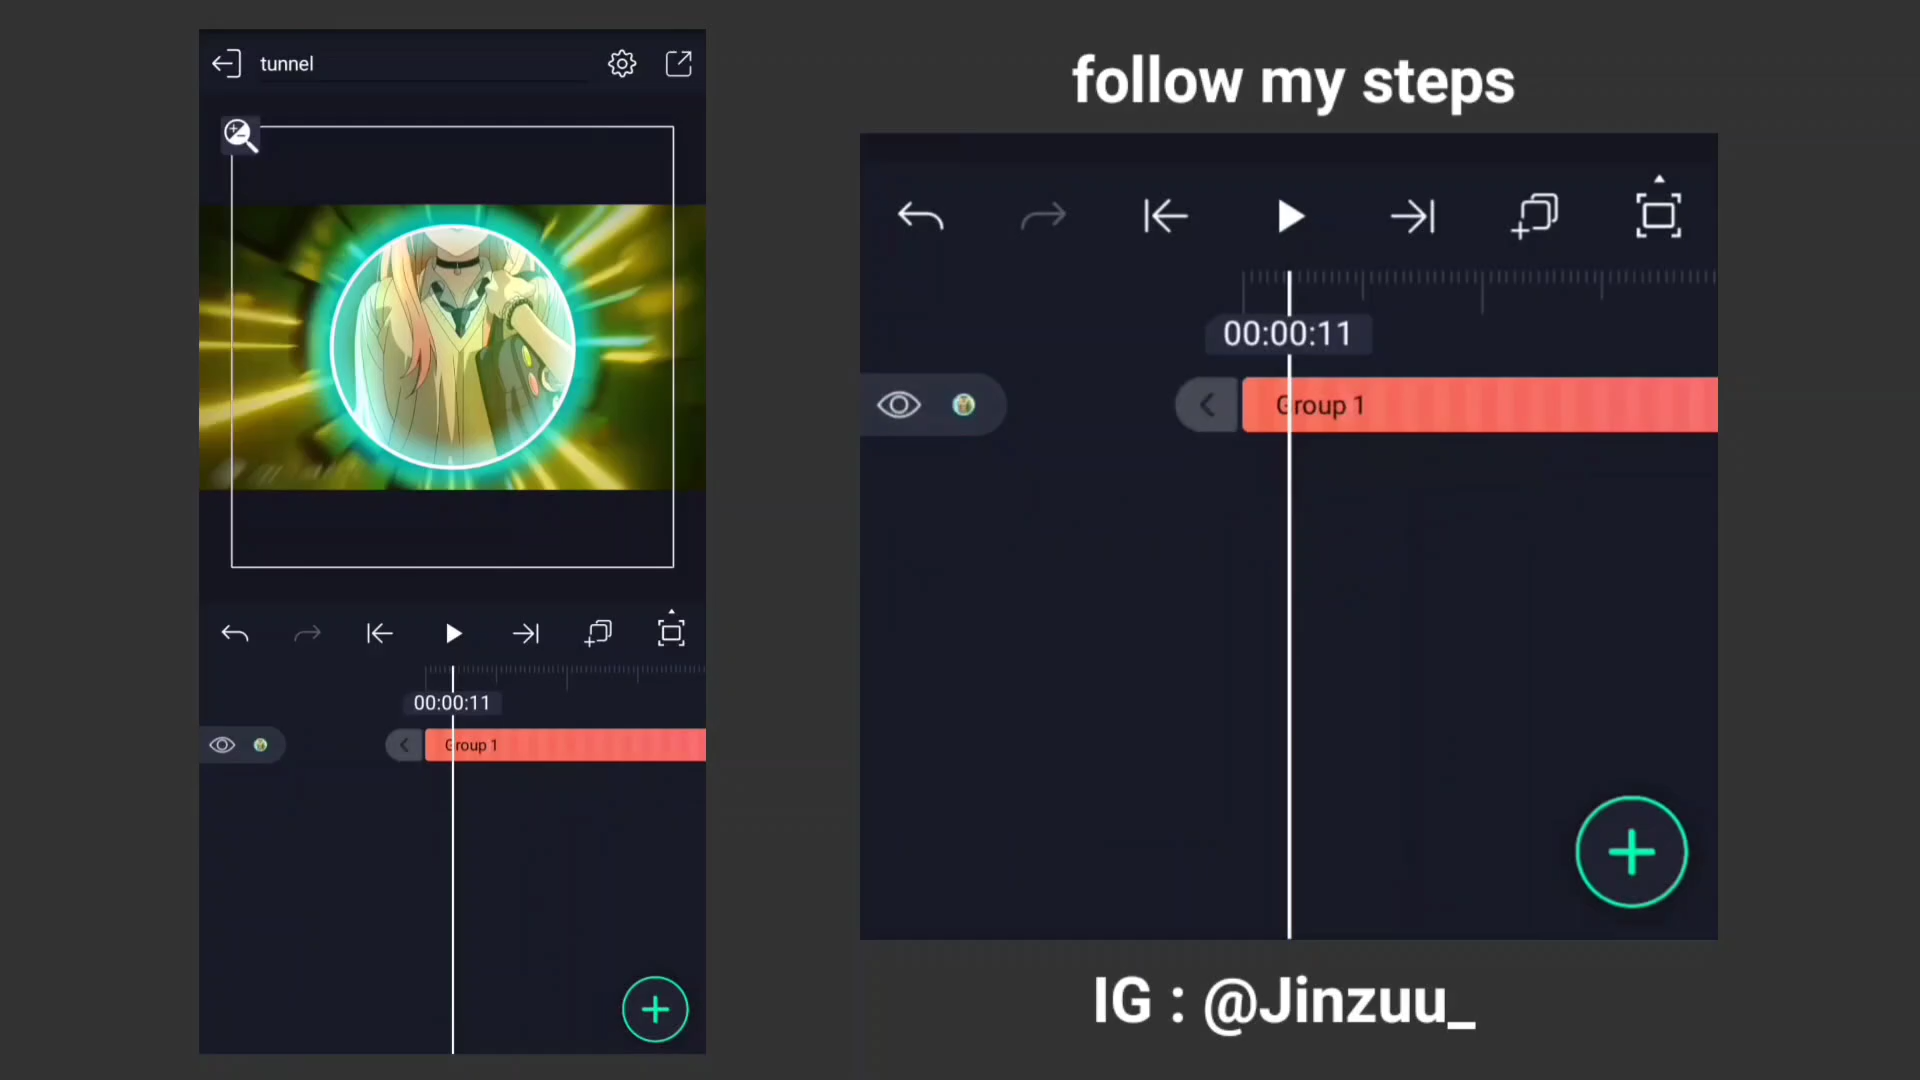 tunnel
00:00:11
Group 1
follow my steps
00:00:11
Group 1
IG : @Jinzuu_